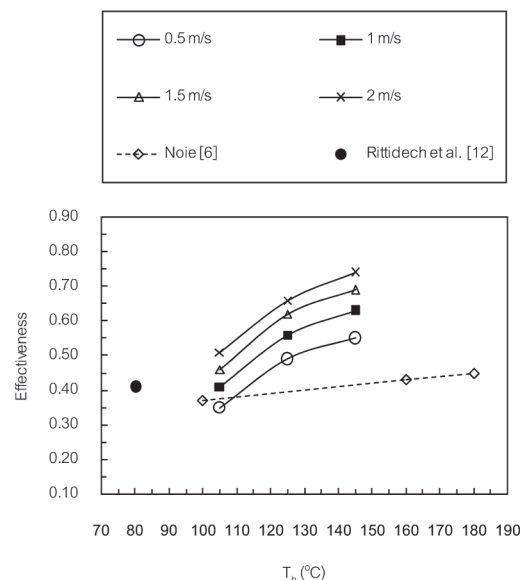 0.5 m/s
1 m/s
1.5 m/s
2 m/s
Noie [6]
Rittidech et al. [12]
0.90
0.80
0.70
0.60
0.50
0.40
0.30
0.20
0.10
Effectiveness
70 80 90 100 110 120 130 140 150 160 170 180 190
Th (°C)